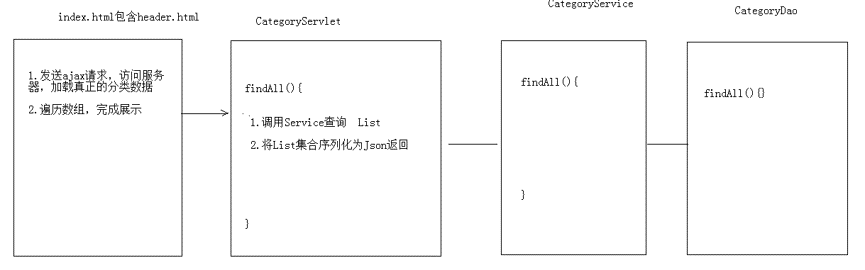 index.html包含header.html
1.发送ajax请求，访问服务
器，加载真正的分类数据
2.遍历数组，完成展示
CategoryServlet
findAll(){
1.调用Service查询 List
2.将List集合序列化为Json返回
}
CategoryService
findAll(){
}
CategoryDao
findAll(){}